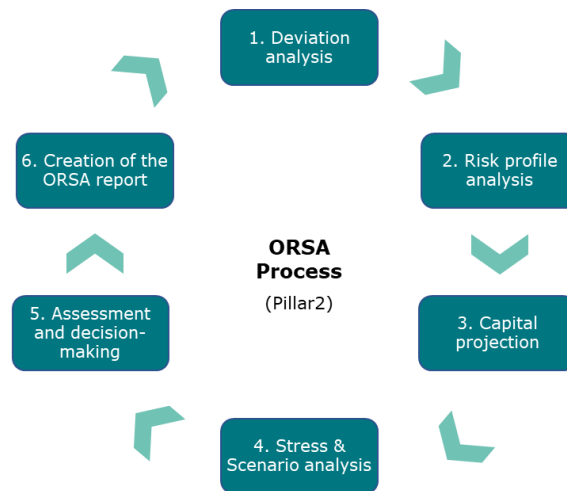 1. Deviation
analysis
2. Risk profile
analysis
3. Capital
projection
4. Stress &
Scenario analysis
5. Assessment
and decision-
making
6. Creation of the
ORSA report
ORSA
Process
(Pillar2)